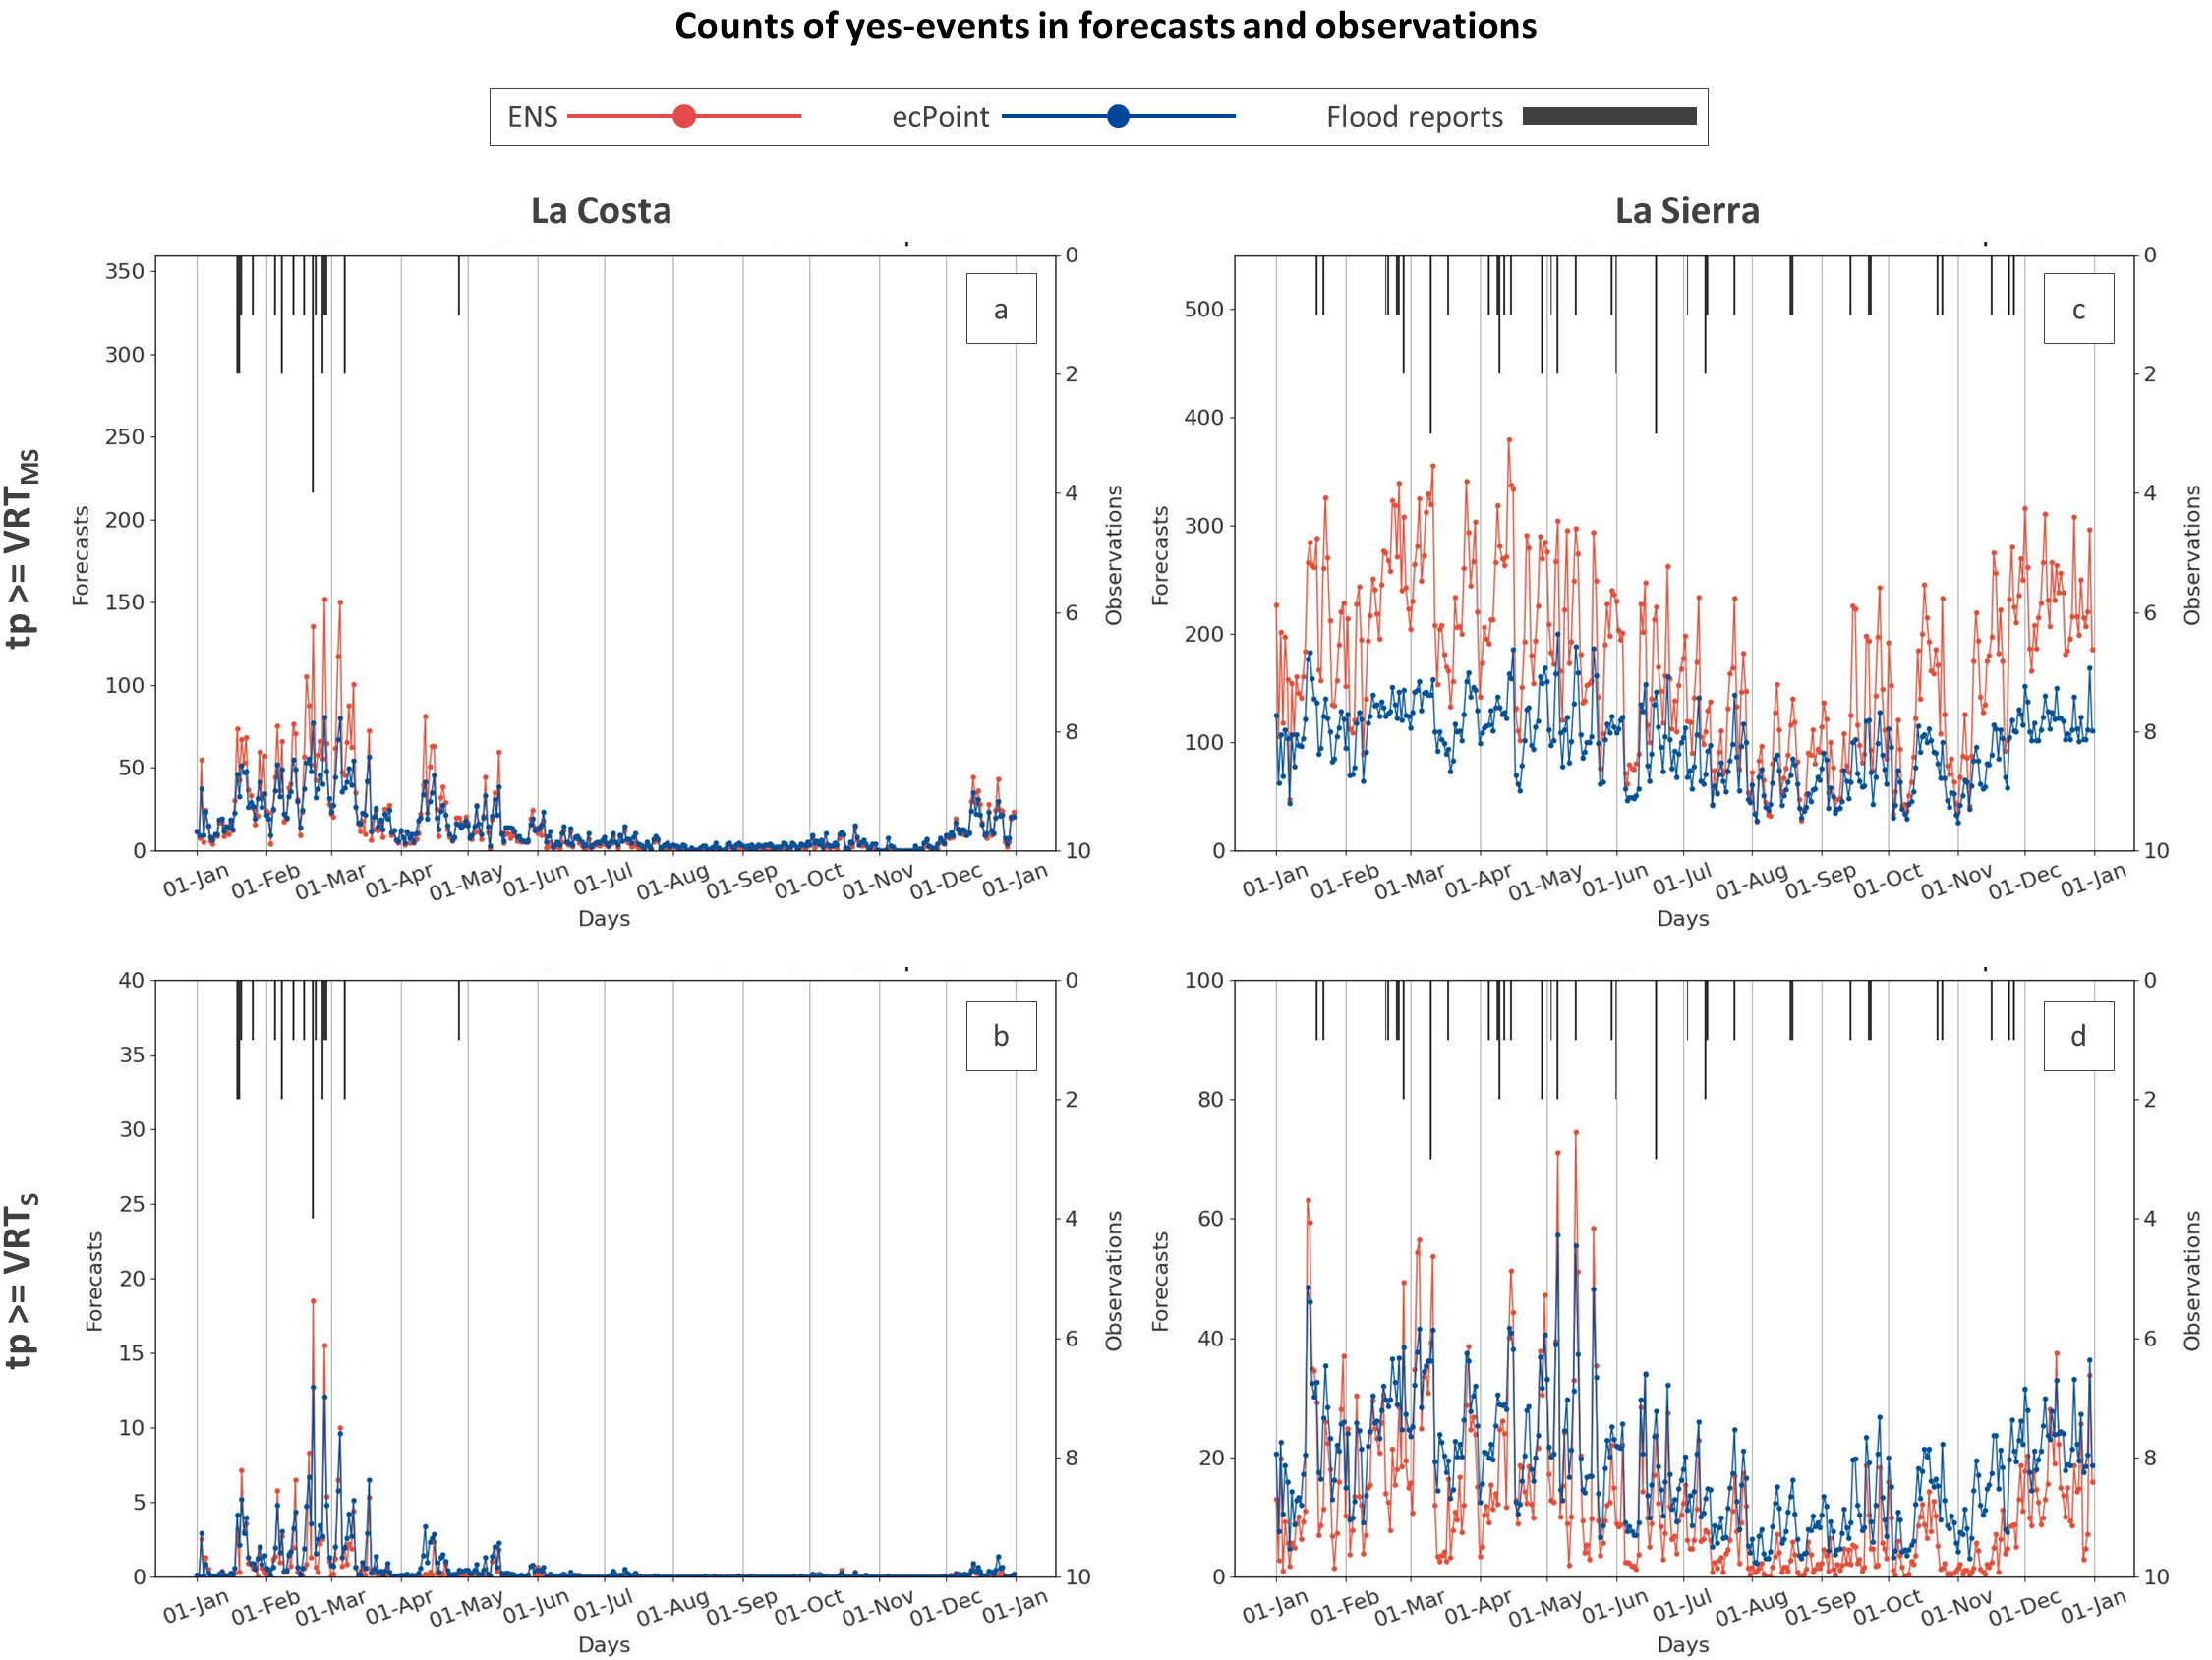 Counts of yes-events in forecasts and observations
ENS ecPoint Flood reports
La Costa La Sierra
tp >= VRT_MS
a
350
300
250
200
150
100
50
0
Forecasts
0
2
4
6
8
10
Observations
01-Jan 01-Feb 01-Mar 01-Apr 01-May 01-Jun 01-Jul 01-Aug 01-Sep 01-Oct 01-Nov 01-Dec 01-Jan
Days
c
500
400
300
200
100
0
Forecasts
0
2
4
6
8
10
Observations
01-Jan 01-Feb 01-Mar 01-Apr 01-May 01-Jun 01-Jul 01-Aug 01-Sep 01-Oct 01-Nov 01-Dec 01-Jan
Days
tp >= VRT_S
b
40
35
30
25
20
15
10
5
0
Forecasts
0
2
4
6
8
10
Observations
01-Jan 01-Feb 01-Mar 01-Apr 01-May 01-Jun 01-Jul 01-Aug 01-Sep 01-Oct 01-Nov 01-Dec 01-Jan
Days
d
100
80
60
40
20
0
Forecasts
0
2
4
6
8
10
Observations
01-Jan 01-Feb 01-Mar 01-Apr 01-May 01-Jun 01-Jul 01-Aug 01-Sep 01-Oct 01-Nov 01-Dec 01-Jan
Days